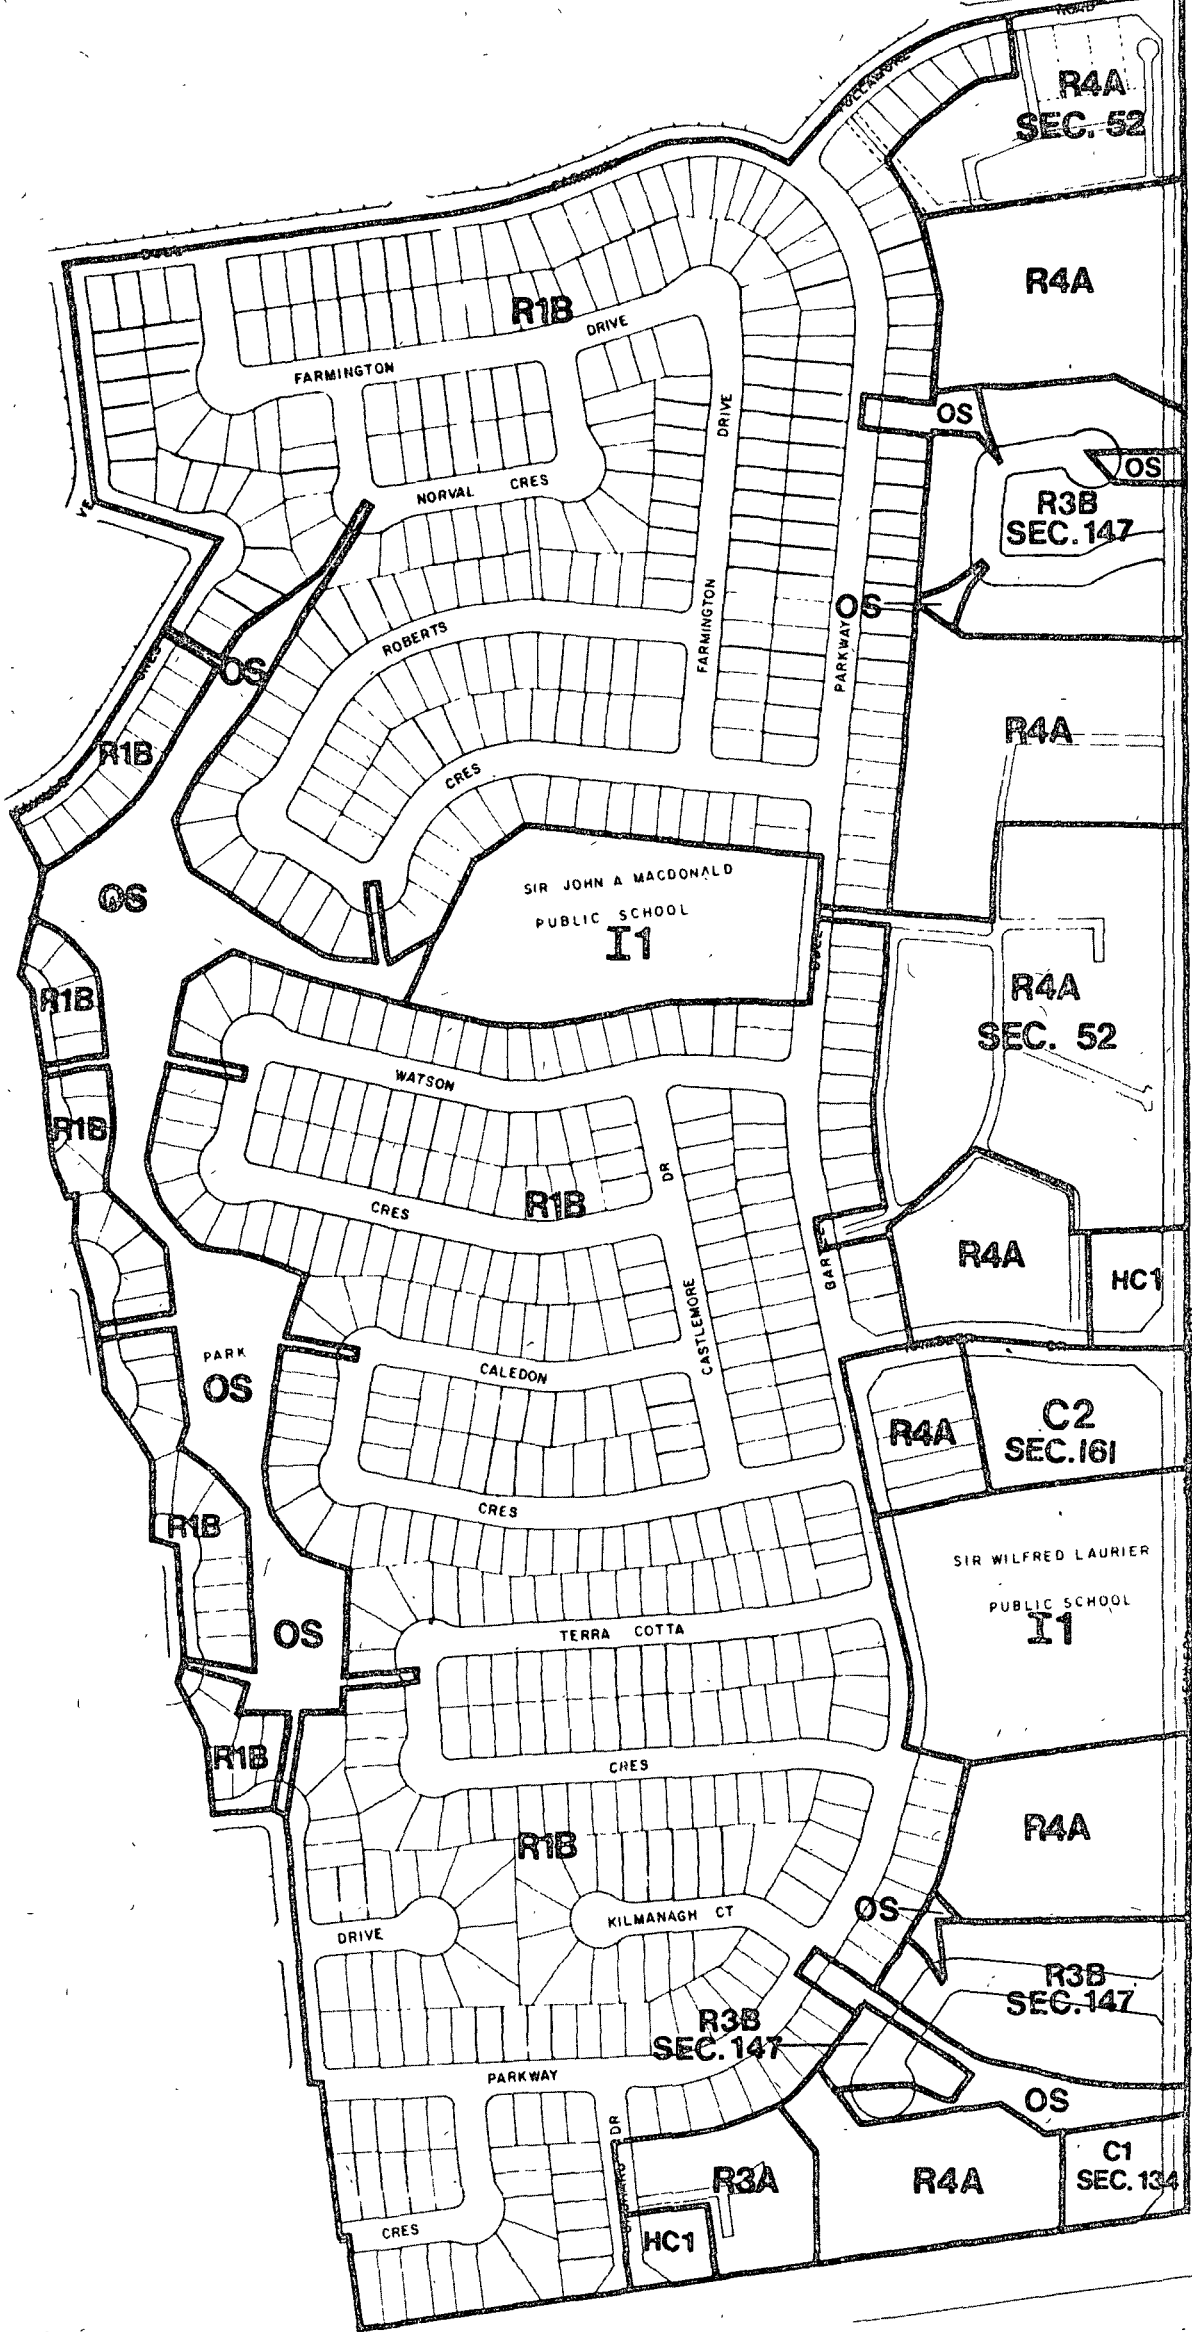 ROAD
R4A
SEC. 52
R4A
R1B
DRIVE
FARMINGTON
DRIVE
OS
OS
NORVAL CRES
R3B
SEC. 147
OS
ROBERTS
FARMINGTON
PARKWAY
CRES
OS
R1B
R4A
CRES
SIR JOHN A MACDONALD
PUBLIC SCHOOL
I1
OS
R1B
R4A
SEC. 52
WATSON
R1B
DR
R1B
CRES
R4A
HC1
CASTLEMORE
PARK
OS
CALEDON
R4A
C2
SEC. 161
CRES
R1B
SIR WILFRED LAURIER
PUBLIC SCHOOL
I1
OS
TERRA COTTA
R1B
CRES
R4A
R1B
OS
KILMANAGH CT
DRIVE
R3B
SEC. 147
R3B
SEC. 147
PARKWAY
OS
DR
C1
SEC. 134
R3A
R4A
CRES
HC1